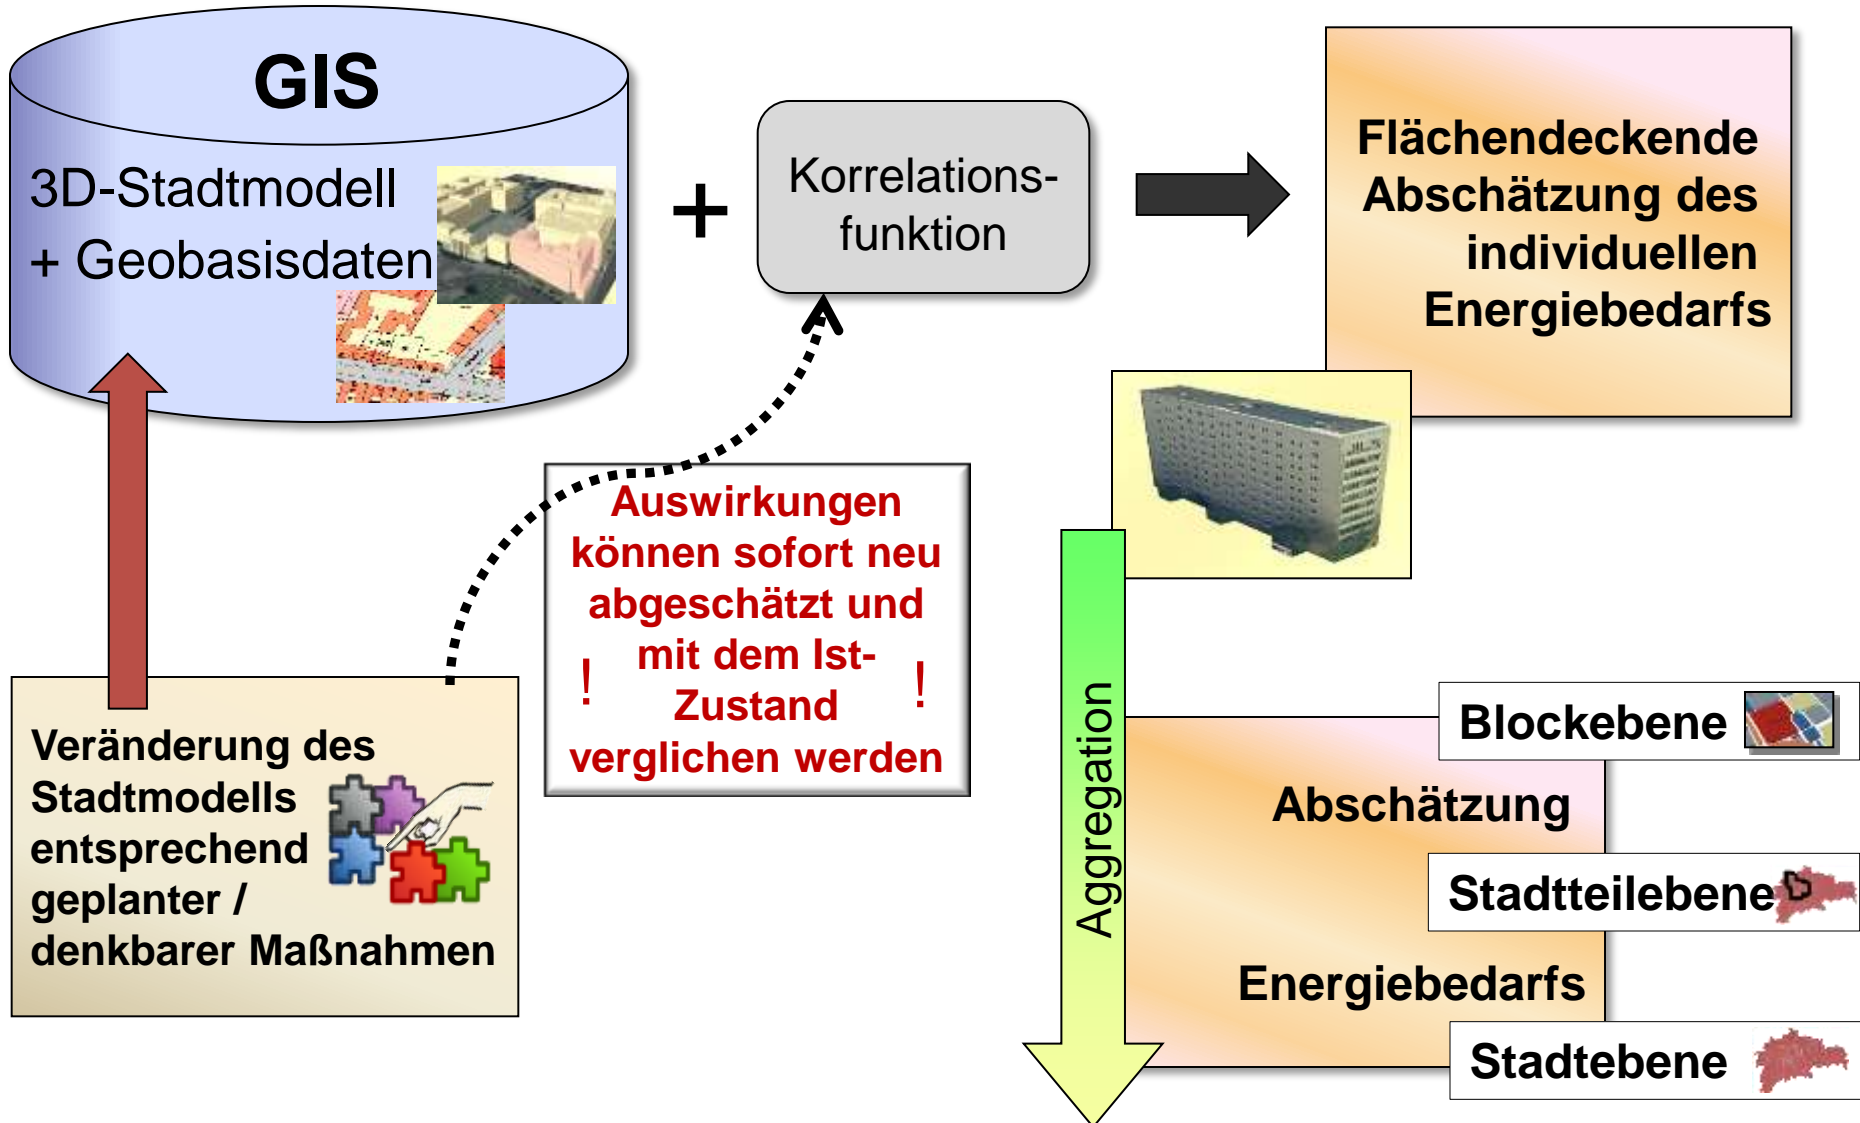 GIS
3D-Stadtmodell
+ Geobasisdaten
+
Korrelations-
funktion
Flächendeckende
Abschätzung des
individuellen
Energiebedarfs
Auswirkungen
können sofort neu
abgeschätzt und
mit dem Ist-
! Zustand !
verglichen werden
Veränderung des
Stadtmodells
entsprechend
geplanter /
denkbarer Maßnahmen
Aggregation
Blockebene
Abschätzung
Stadtteilebene
Energiebedarfs
Stadtebene